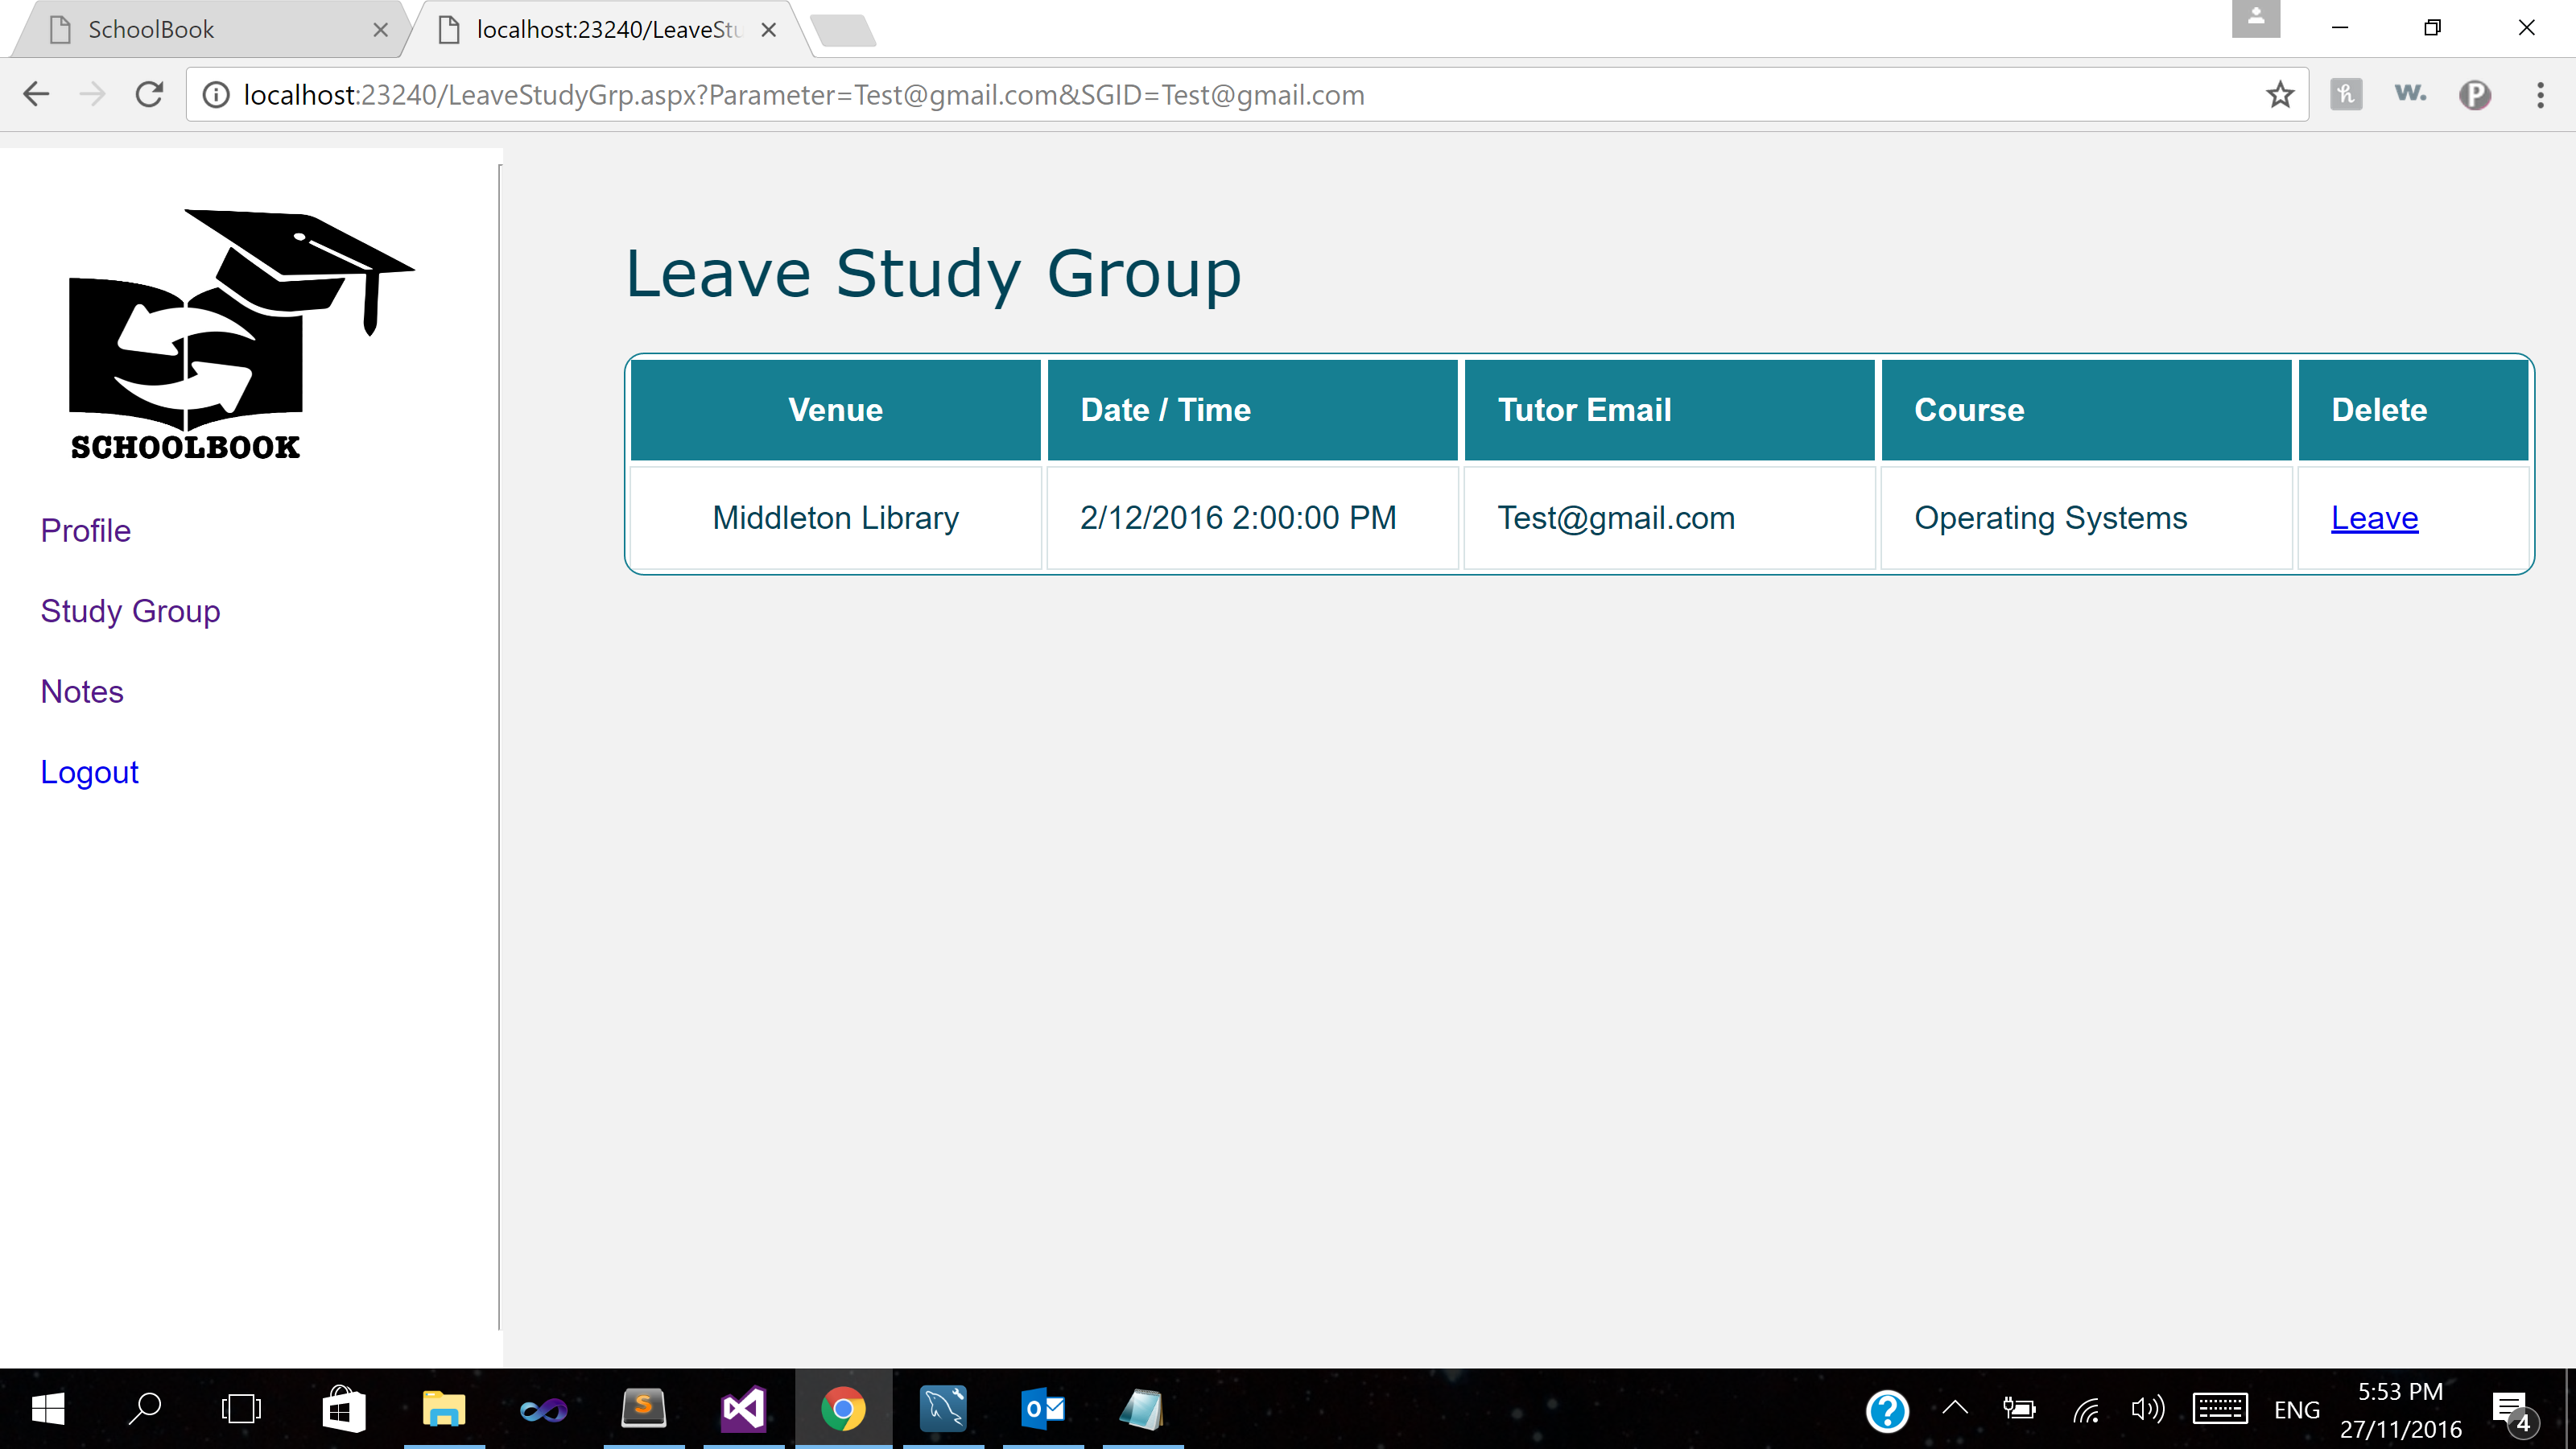 SchoolBook
localhost:23240/LeaveStu
localhost:23240/LeaveStudyGrp.aspx?Parameter=Test@gmail.com&SGID=Test@gmail.com
h
w.
P
SCHOOLBOOK
Profile
Study Group
Notes
Logout
Leave Study Group
Venue Date / Time Tutor Email Course Delete
Middleton Library 2/12/2016 2:00:00 PM Test@gmail.com Operating Systems Leave
S
O
?
ENG
5:53 PM
27/11/2016
4